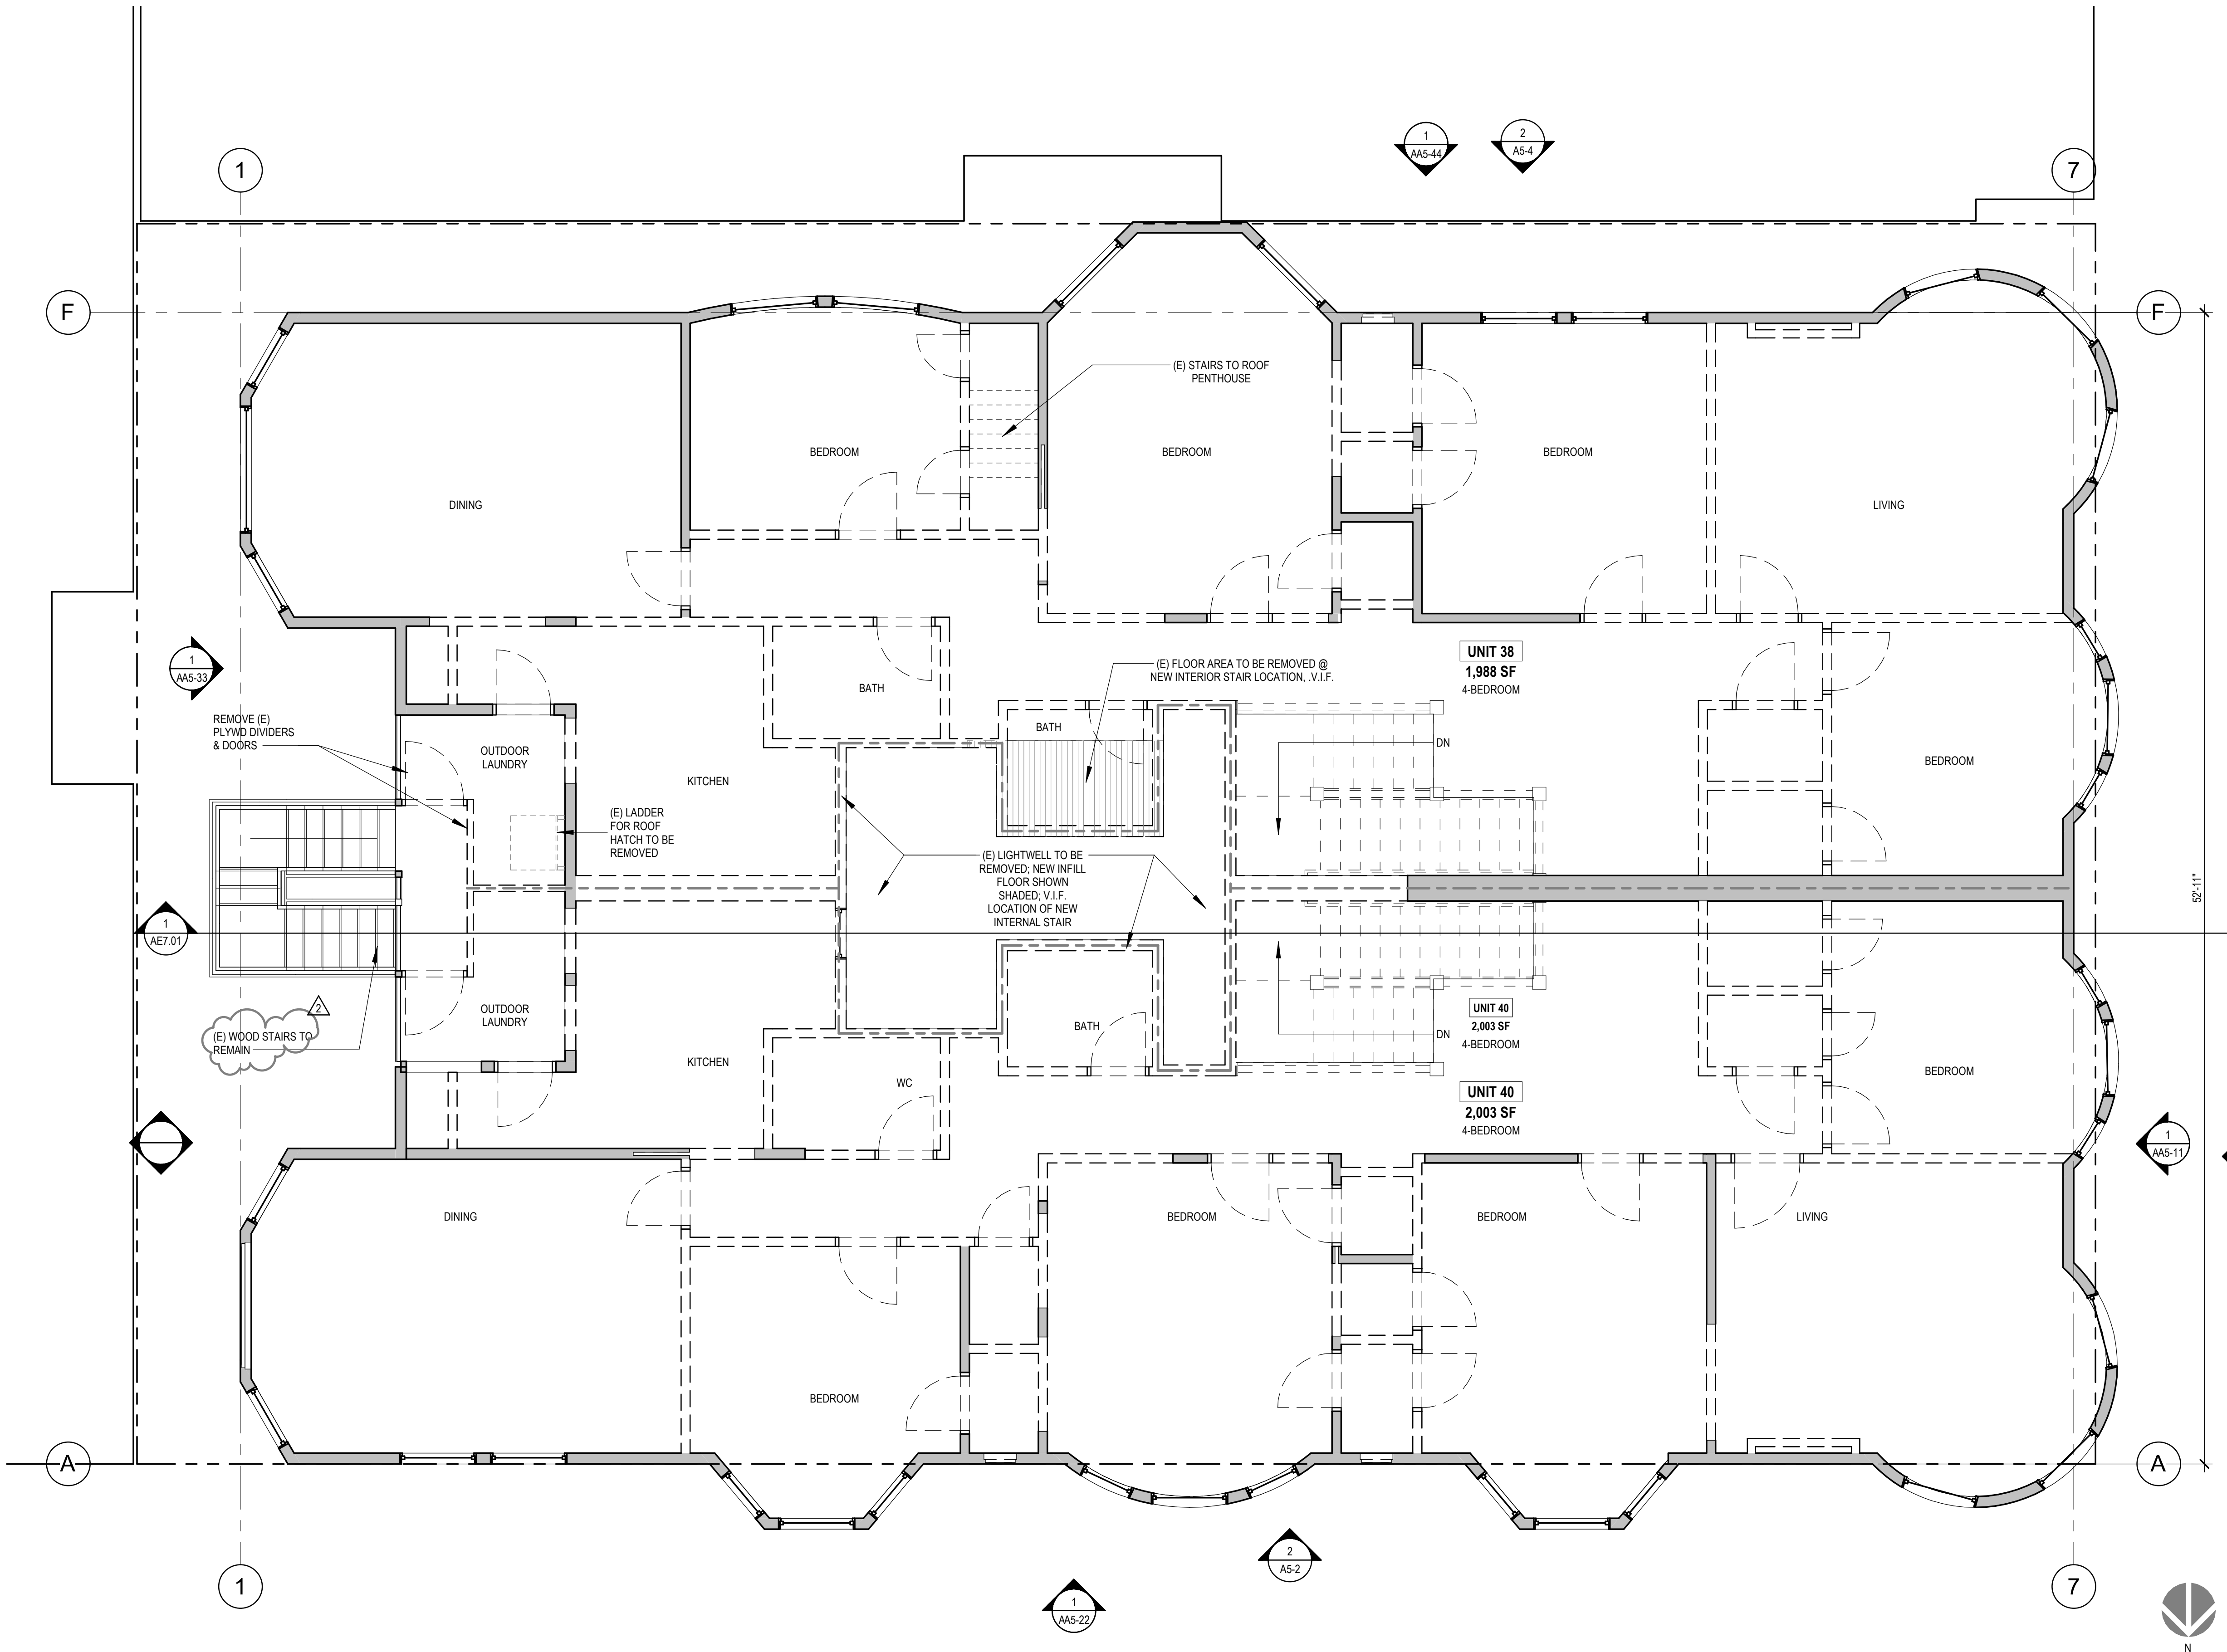 1
AA5-44
2
A5-4
1
7
F
F
(E) STAIRS TO ROOF
PENTHOUSE
BEDROOM
BEDROOM
BEDROOM
DINING
LIVING
1
AA5-33
UNIT 38
1,988 SF
4-BEDROOM
(E) FLOOR AREA TO BE REMOVED @
NEW INTERIOR STAIR LOCATION, .V.I.F.
BATH
REMOVE (E)
PLYWD DIVIDERS
& DOORS
BATH
OUTDOOR
LAUNDRY
DN
KITCHEN
BEDROOM
(E) LADDER
FOR ROOF
HATCH TO BE
REMOVED
(E) LIGHTWELL TO BE
REMOVED; NEW INFILL
FLOOR SHOWN
SHADED; V.I.F.
LOCATION OF NEW
INTERNAL STAIR
52'-11"
1
AE7.01
2
(E) WOOD STAIRS TO
REMAIN
OUTDOOR
LAUNDRY
UNIT 40
2,003 SF
4-BEDROOM
BATH
DN
KITCHEN
WC
BEDROOM
UNIT 40
2,003 SF
4-BEDROOM
1
AA5-11
DINING
BEDROOM
BEDROOM
LIVING
BEDROOM
A
A
2
A5-2
1
7
1
AA5-22
N